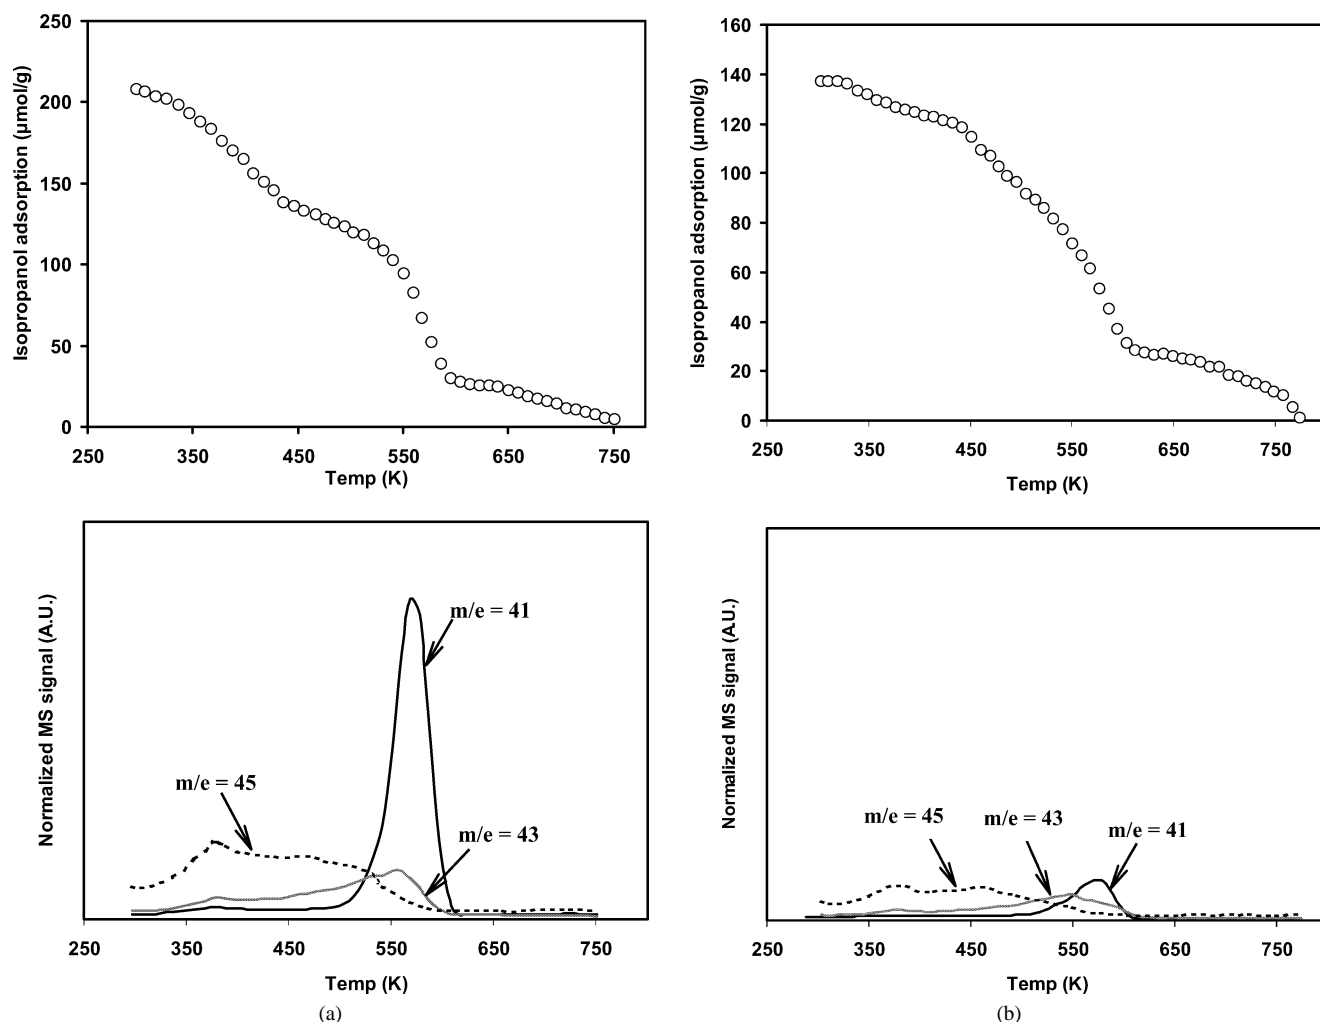 250
200
150
100
50
0
Isopropanol adsorption (µmol/g)
250 350 450 550 650 750
Temp (K)
160
140
120
100
80
60
40
20
0
Isopropanol adsorption (µmol/g)
250 350 450 550 650 750
Temp (K)
Normalized MS signal (A.U.)
m/e = 41
m/e = 45
m/e = 43
250 350 450 550 650 750
Temp (K)
(a)
Normalized MS signal (A.U.)
m/e = 45
m/e = 43
m/e = 41
250 350 450 550 650 750
Temp (K)
(b)